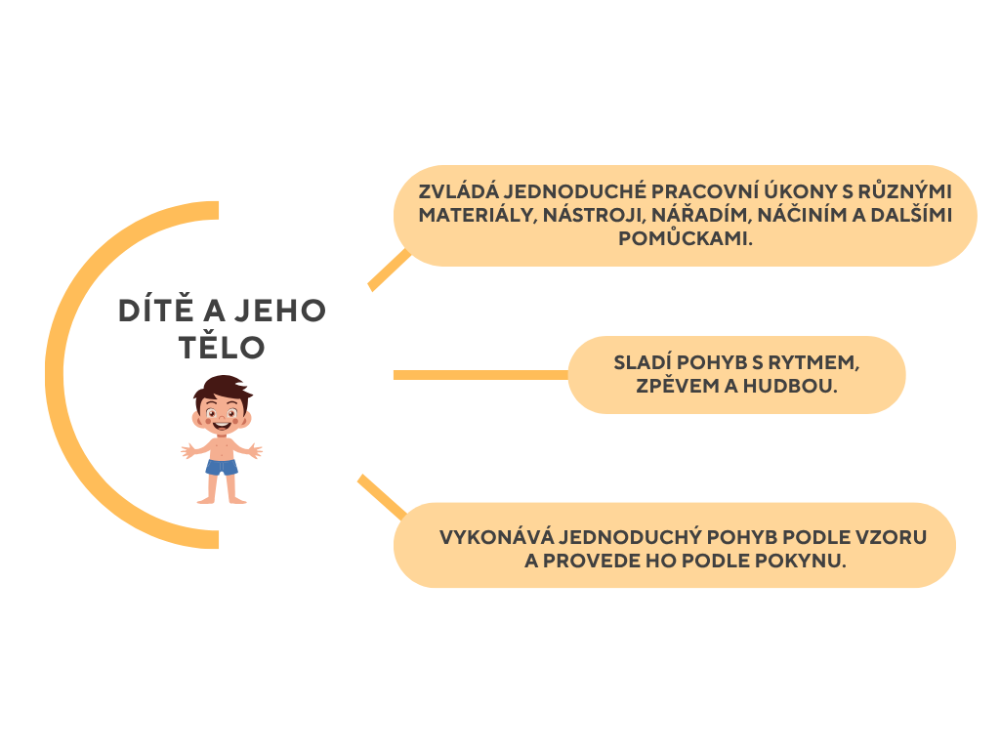 DÍTĚ A JEHO
TĚLO
ZVLÁDÁ JEDNODUCHÉ PRACOVNÍ ÚKONY S RŮZNÝMI
MATERIÁLY, NÁSTROJI, NÁŘADÍM, NÁČINÍM A DALŠÍMI
POMŮCKAMI.
SLADÍ POHYB S RYTMEM,
ZPĚVEM A HUDBOU.
VYKONÁVÁ JEDNODUCHÝ POHYB PODLE VZORU
A PROVEDE HO PODLE POKYNU.